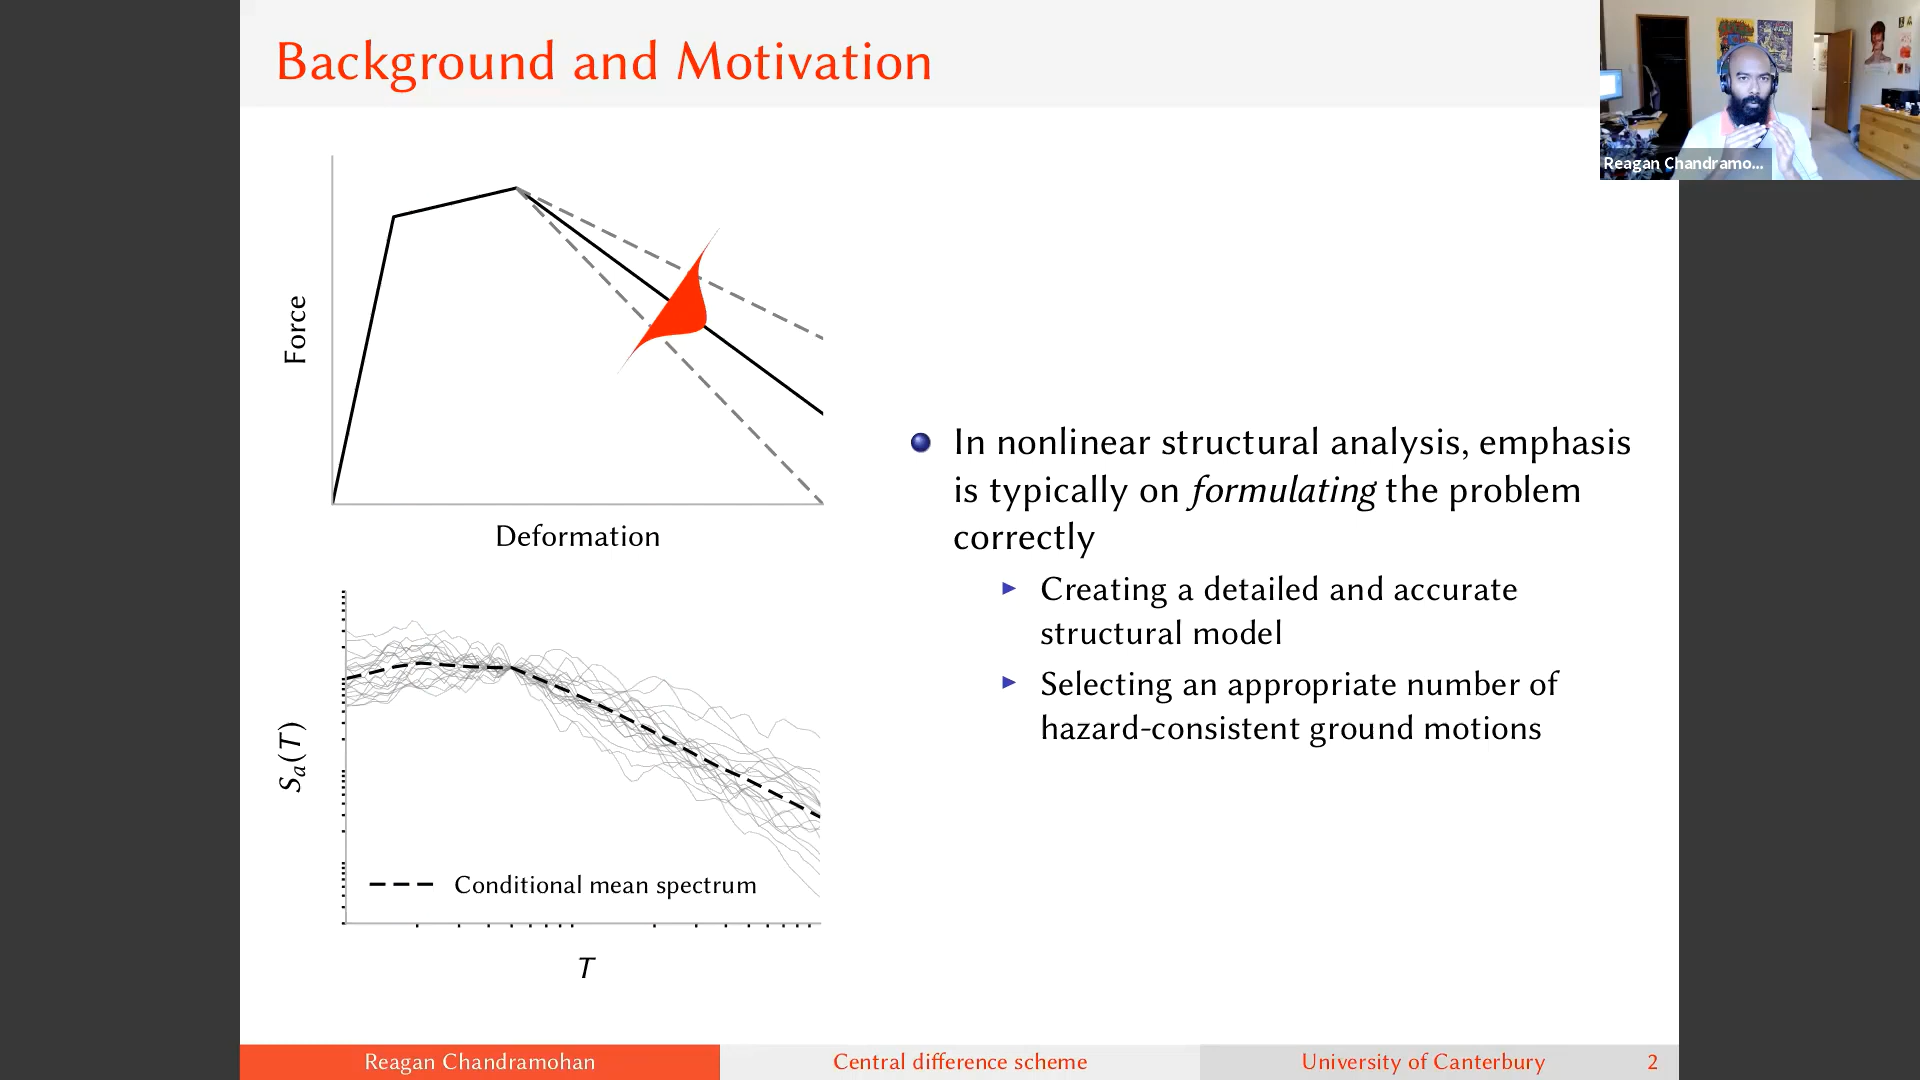 Background and Motivation
Reagan Chandramo...
Force
Deformation
In nonlinear structural analysis, emphasis
is typically on formulating the problem
correctly
Creating a detailed and accurate
structural model
Selecting an appropriate number of
hazard-consistent ground motions
Sa(T)
Conditional mean spectrum
T
Reagan Chandramohan
Central difference scheme
University of Canterbury
2